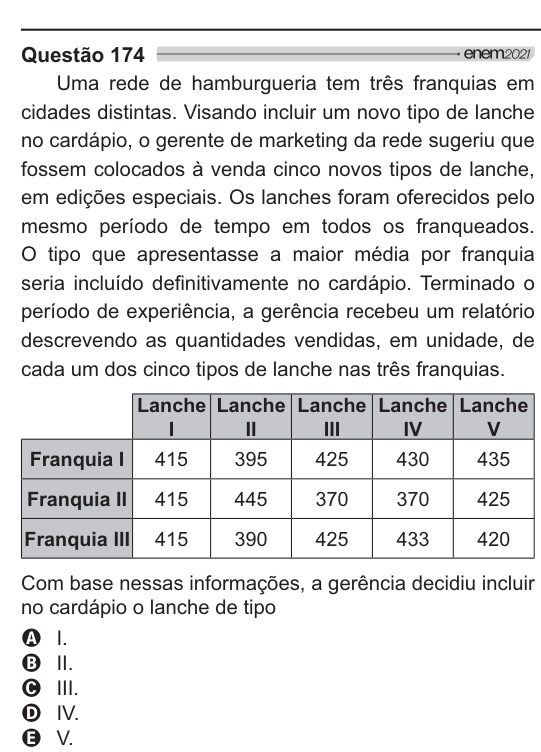 Questão 174
enem2021
Uma rede de hamburgueria tem três franquias em
cidades distintas. Visando incluir um novo tipo de lanche
no cardápio, o gerente de marketing da rede sugeriu que
fossem colocados à venda cinco novos tipos de lanche,
em edições especiais. Os lanches foram oferecidos pelo
mesmo período de tempo em todos os franqueados.
O tipo que apresentasse a maior média por franquia
seria incluído definitivamente no cardápio. Terminado o
período de experiência, a gerência recebeu um relatório
descrevendo as quantidades vendidas, em unidade, de
cada um dos cinco tipos de lanche nas três franquias.
Lanche Lanche Lanche Lanche Lanche
I II III IV V
Franquia I 415 395 425 430 435
Franquia II 415 445 370 370 425
Franquia III 415 390 425 433 420
Com base nessas informações, a gerência decidiu incluir
no cardápio o lanche de tipo
A I.
B II.
C III.
D IV.
E V.